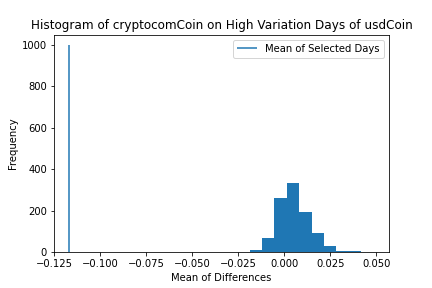 Histogram of cryptocomCoin on High Variation Days of usdCoin
Mean of Selected Days
1000
800
600
400
200
0
Frequency
−0.125 −0.100 −0.075 −0.050 −0.025 0.000 0.025 0.050
Mean of Differences